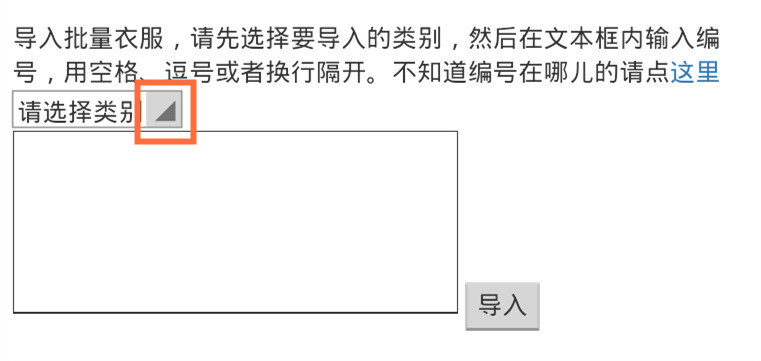 导入批量衣服，请先选择要导入的类别，然后在文本框内输入编
号，用空格、逗号或者换行隔开。不知道编号在哪儿的请点这里
请选择类别
导入